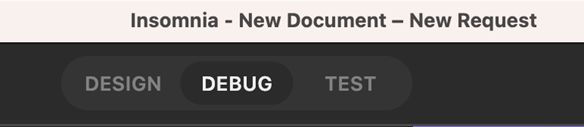 Insomnia - New Document – New Request
DESIGN DEBUG TEST